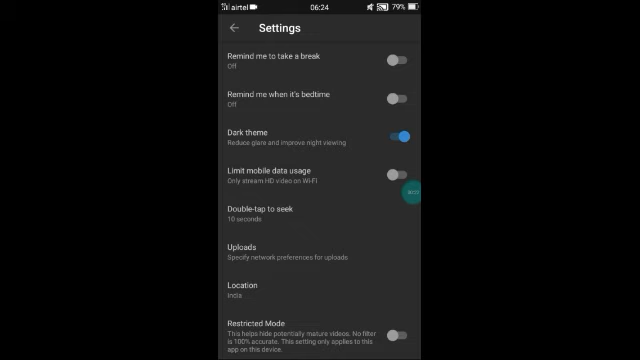 airtel 06:24 79%
Settings
Remind me to take a break
Off
Remind me when it's bedtime
Off
Dark theme
Reduce glare and improve night viewing
Limit mobile data usage
Only stream HD video on Wi-Fi
Double-tap to seek
10 seconds
Uploads
Specify network preferences for uploads
Location
India
Restricted Mode
This helps hide potentially mature videos. No filter
is 100% accurate. This setting only applies to this
app on this device.